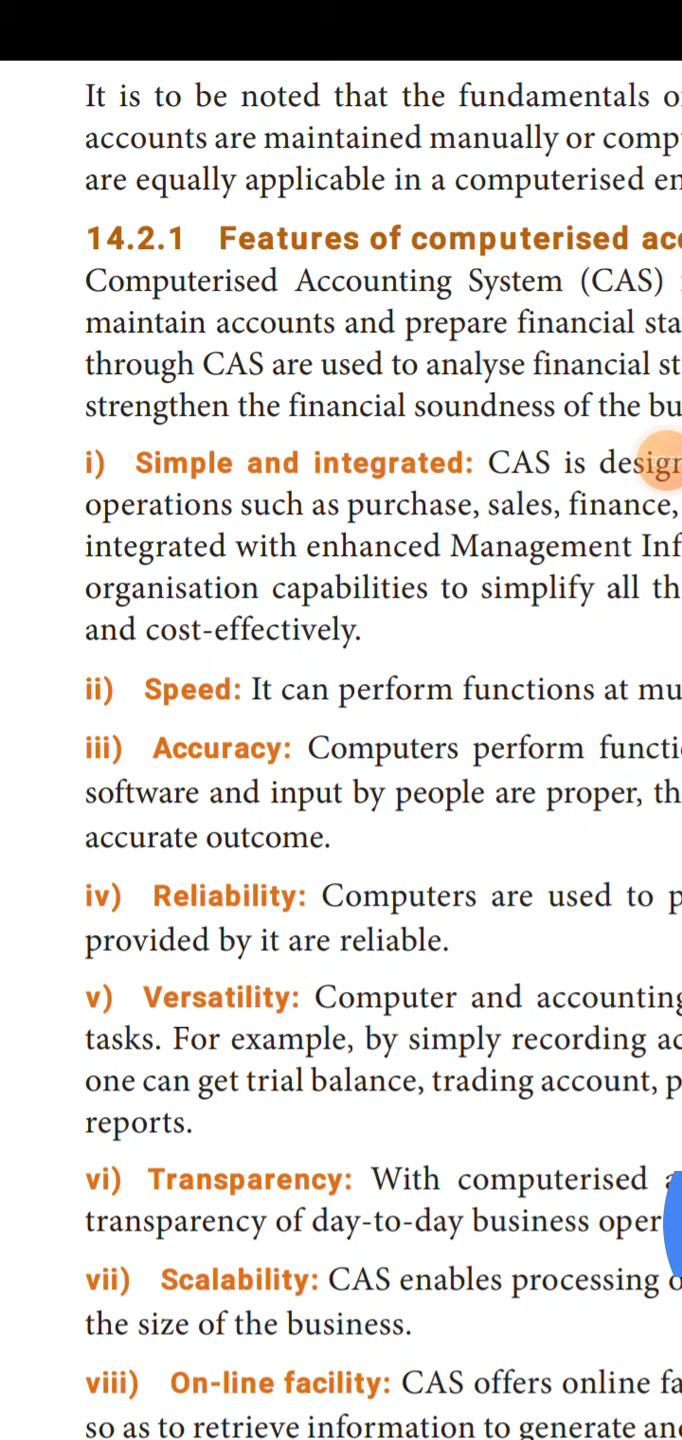 It is to be noted that the fundamentals
accounts are maintained manually or
are equally applicable in a computerised
14.2.1 Features of computerised
Computerised Accounting System (CAS)
maintain accounts and prepare financial
through CAS are used to analyse financial
strengthen the financial soundness of the
i) Simple and integrated: CAS is
operations such as purchase, sales, finance,
integrated with enhanced Management
organisation capabilities to simplify all
and cost-effectively.
ii) Speed: It can perform functions at
iii) Accuracy: Computers perform
software and input by people are proper,
accurate outcome.
iv) Reliability: Computers are used to
provided by it are reliable.
v) Versatility: Computer and accounting
tasks. For example, by simply recording
one can get trial balance, trading account,
reports.
vi) Transparency: With computerised
transparency of day-to-day business
vii) Scalability: CAS enables processing
the size of the business.
viii) On-line facility: CAS offers online
so as to retrieve information to generate